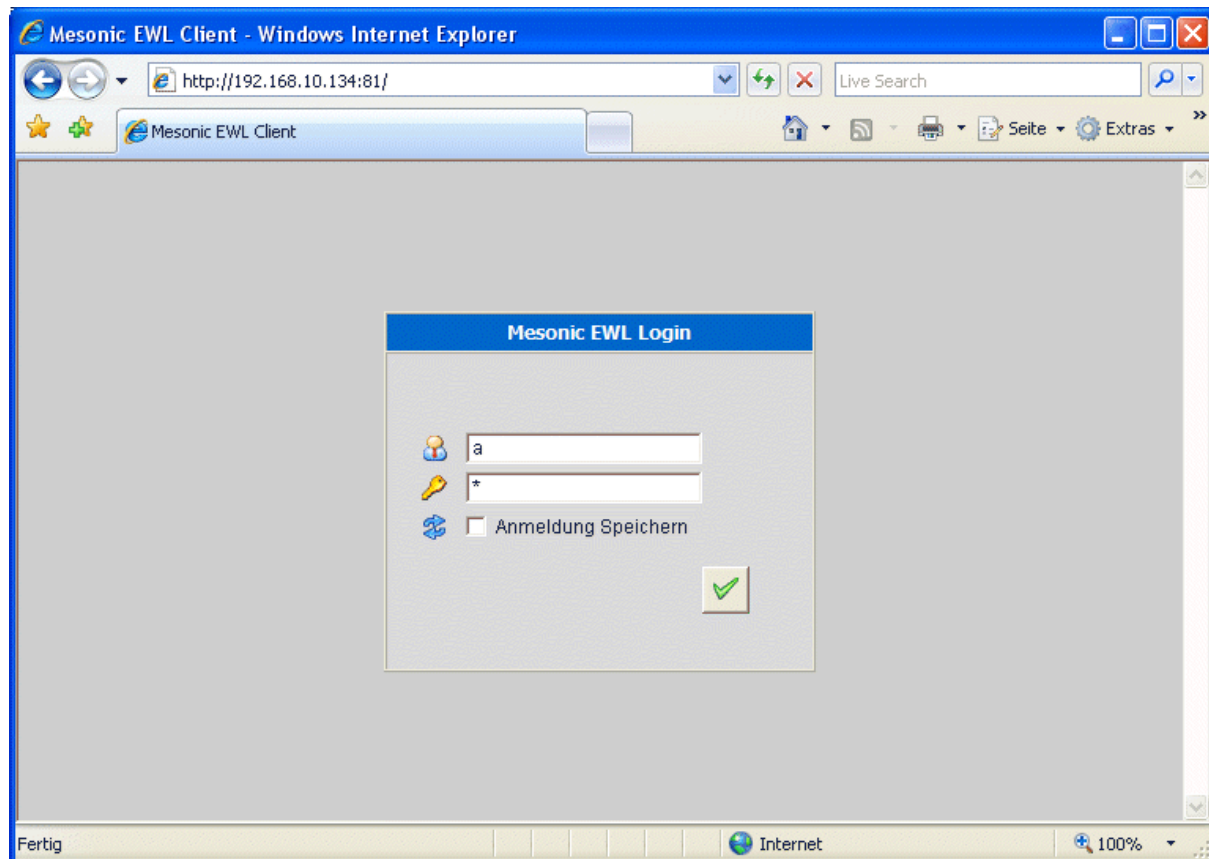 Mesonic EWL Client - Windows Internet Explorer
http://192.168.10.134:81/
Live Search
Mesonic EWL Client
Seite
Extras
»
Mesonic EWL Login
a
*
Anmeldung Speichern
Fertig
Internet
100%